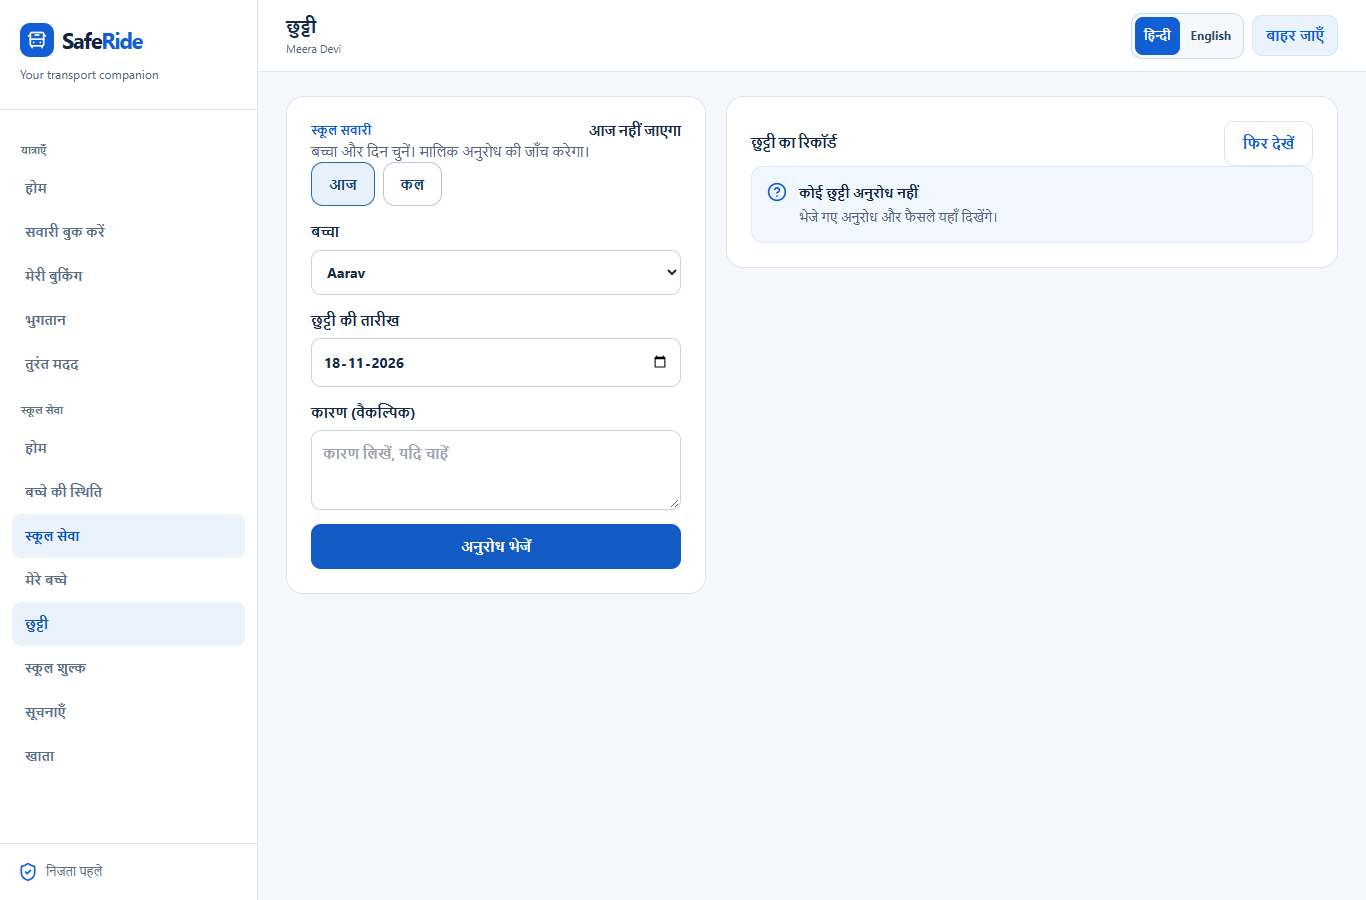 SafeRide
Your transport companion
यात्राएँ
होम
सवारी बुक करें
मेरी बुकिंग
भुगतान
तुरंत मदद
स्कूल सेवा
होम
बच्चे की स्थिति
स्कूल सेवा
मेरे बच्चे
छुट्टी
स्कूल शुल्क
सूचनाएँ
खाता
निजता पहले
छुट्टी
Meera Devi
हिन्दी English बाहर जाएँ
स्कूल सवारी आज नहीं जाएगा
बच्चा और दिन चुनें। मालिक अनुरोध की जाँच करेगा।
आज कल
बच्चा
Aarav
छुट्टी की तारीख
18-11-2026
कारण (वैकल्पिक)
कारण लिखें, यदि चाहें
अनुरोध भेजें
छुट्टी का रिकॉर्ड फिर देखें
कोई छुट्टी अनुरोध नहीं
भेजे गए अनुरोध और फैसले यहाँ दिखेंगे।